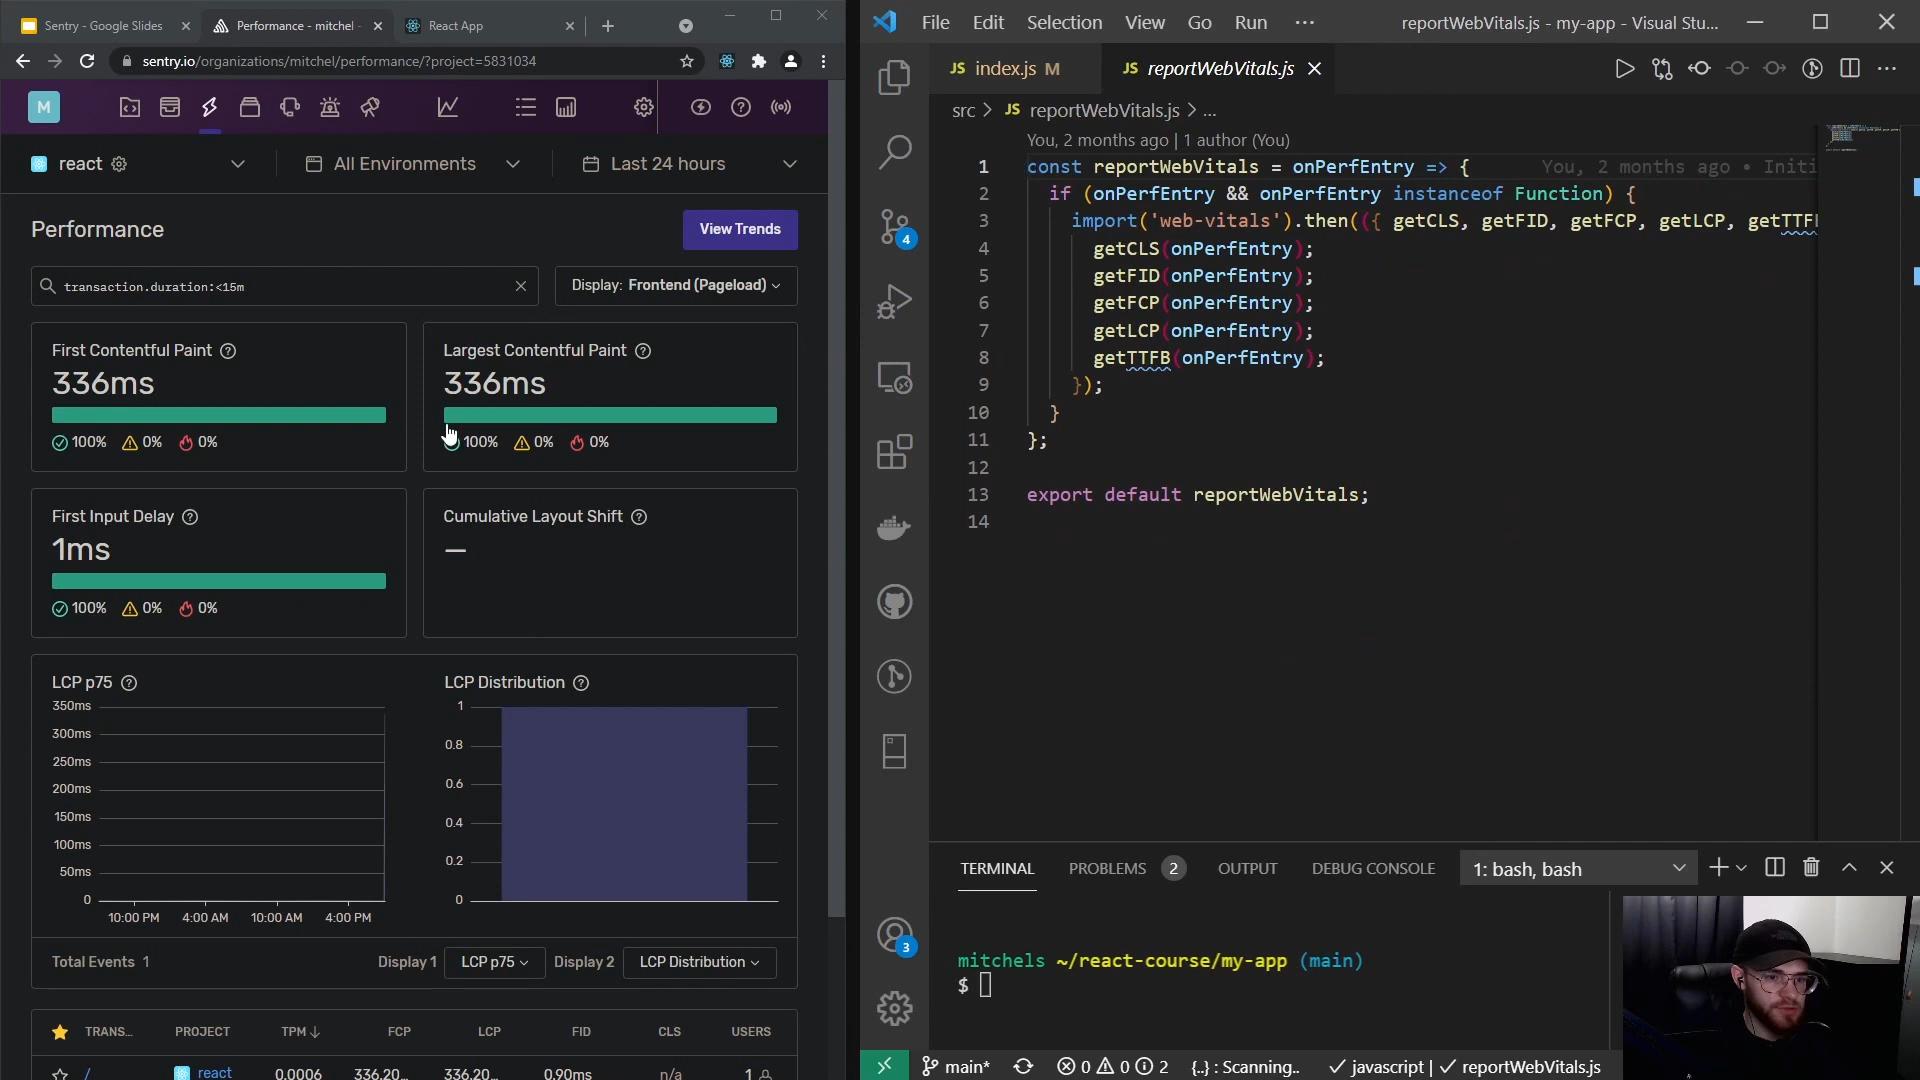 Sentry - Google Slides
Performance - mitchel -
React App
sentry.io/organizations/mitchel/performance/?project=5831034
M
react
All Environments
Last 24 hours
Performance
View Trends
transaction.duration:<15m
Display: Frontend (Pageload)
First Contentful Paint
336ms
100% 0% 0%
Largest Contentful Paint
336ms
100% 0% 0%
First Input Delay
1ms
100% 0% 0%
Cumulative Layout Shift
—
LCP p75
350ms
300ms
250ms
200ms
150ms
100ms
50ms
0
10:00 PM 4:00 AM 10:00 AM 4:00 PM
LCP Distribution
1
0.8
0.6
0.4
0.2
0
Total Events 1
Display 1 LCP p75 Display 2 LCP Distribution
TRANS... PROJECT TPM FCP LCP FID CLS USERS
/ react 0.0006 336.20... 336.20... 0.90ms n/a 1
File Edit Selection View Go Run ···
reportWebVitals.js - my-app - Visual Stu...
JS index.js M
JS reportWebVitals.js
src > JS reportWebVitals.js > ...
You, 2 months ago | 1 author (You)
1 const reportWebVitals = onPerfEntry => { You, 2 months ago • Initi
2 if (onPerfEntry && onPerfEntry instanceof Function) {
3 import('web-vitals').then(({ getCLS, getFID, getFCP, getLCP, getTTF
4 getCLS(onPerfEntry);
5 getFID(onPerfEntry);
6 getFCP(onPerfEntry);
7 getLCP(onPerfEntry);
8 getTTFB(onPerfEntry);
9 });
10 }
11 };
12
13 export default reportWebVitals;
14
4
3
TERMINAL PROBLEMS 2 OUTPUT DEBUG CONSOLE 1: bash, bash
mitchels ~/react-course/my-app (main)
$
main* 0 0 2 {..} : Scanning.. ✓ javascript | ✓ reportWebVitals.js